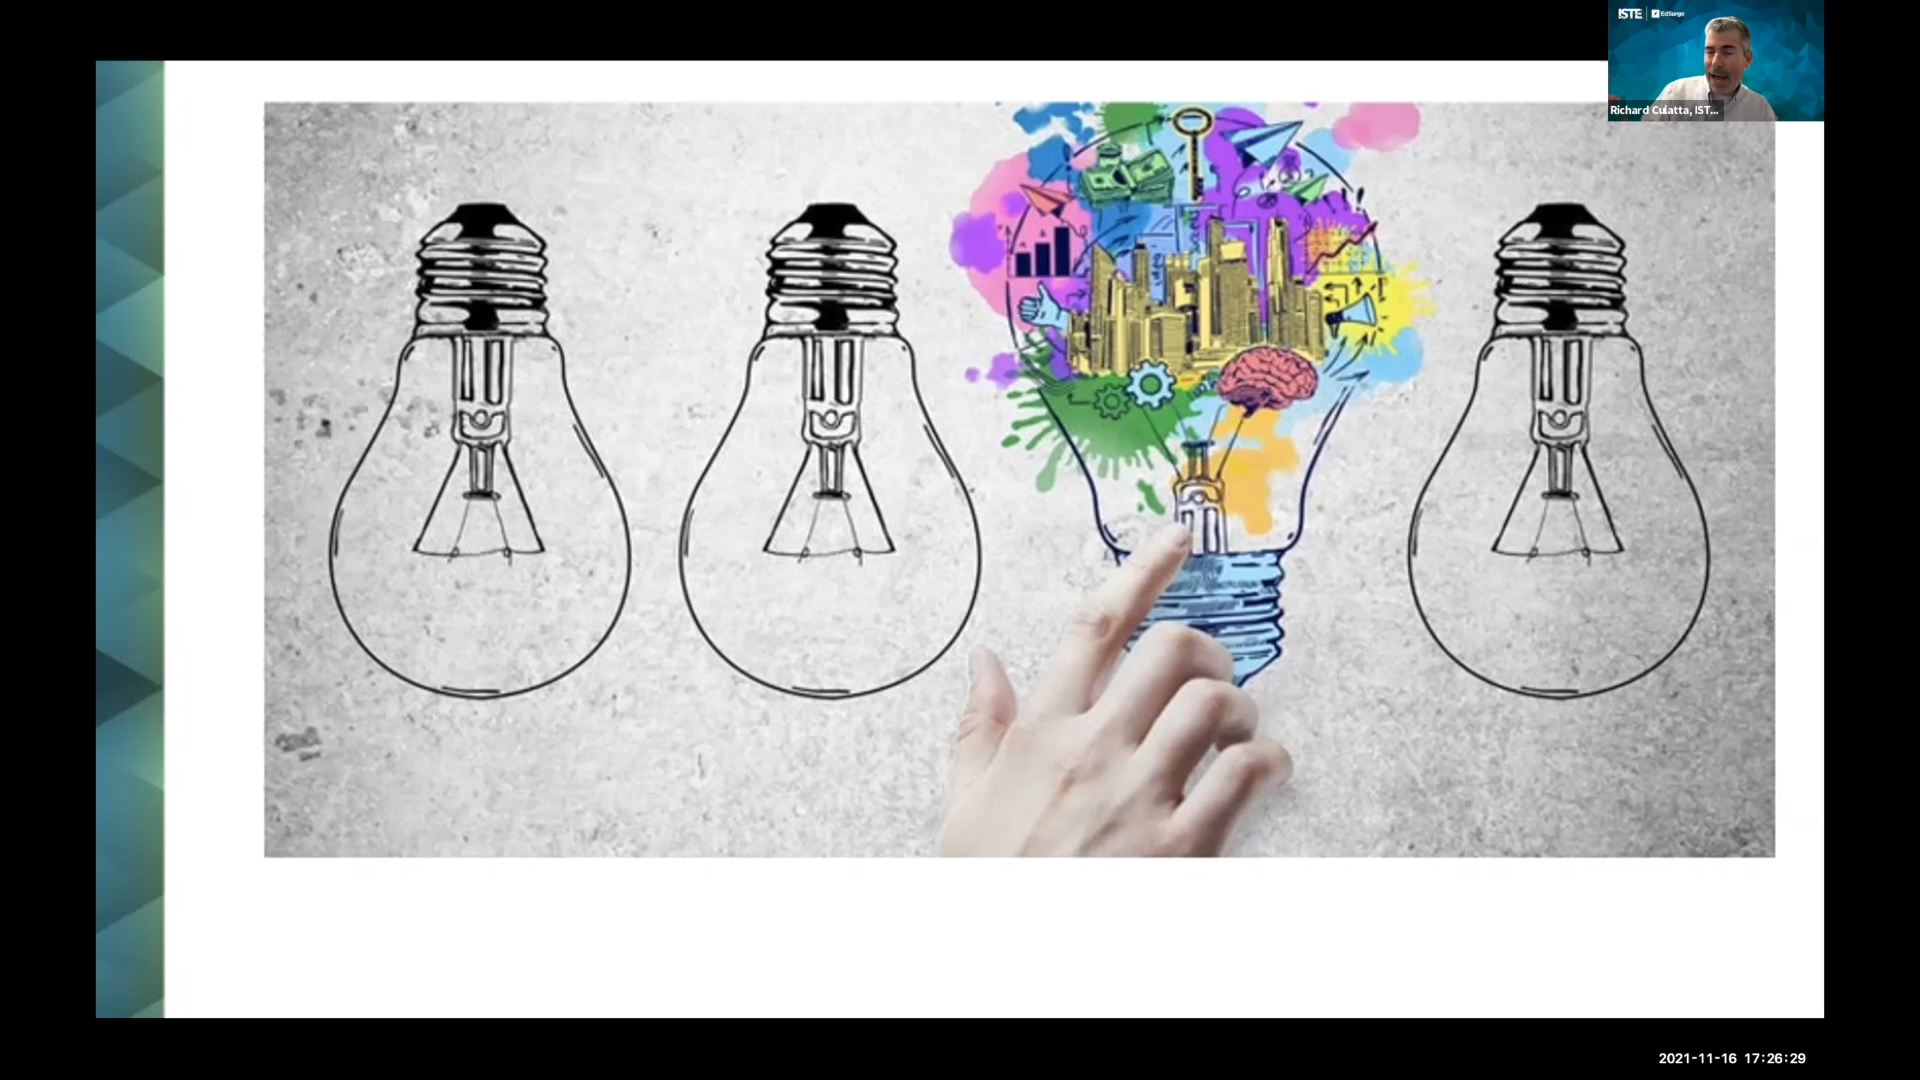 ISTE | EdSurge
Richard Culatta, IST...
2021-11-16 17:26:29